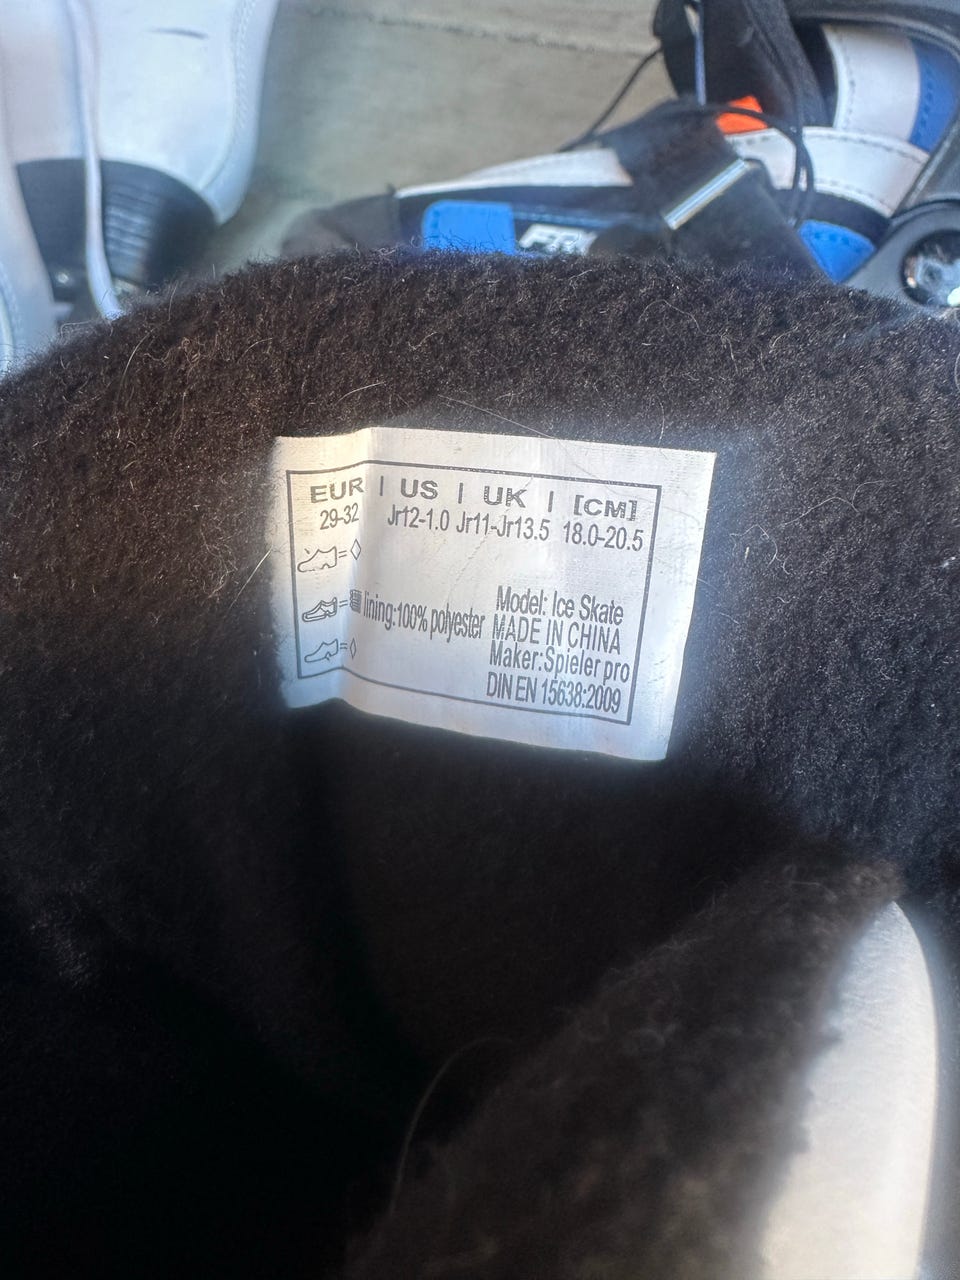 EUR | US | UK | [CM]
29-32 Jr12-1.0 Jr11-Jr13.5 18.0-20.5
lining:100% polyester
Model: Ice Skate
MADE IN CHINA
Maker:Spieler pro
DIN EN 15638:2009